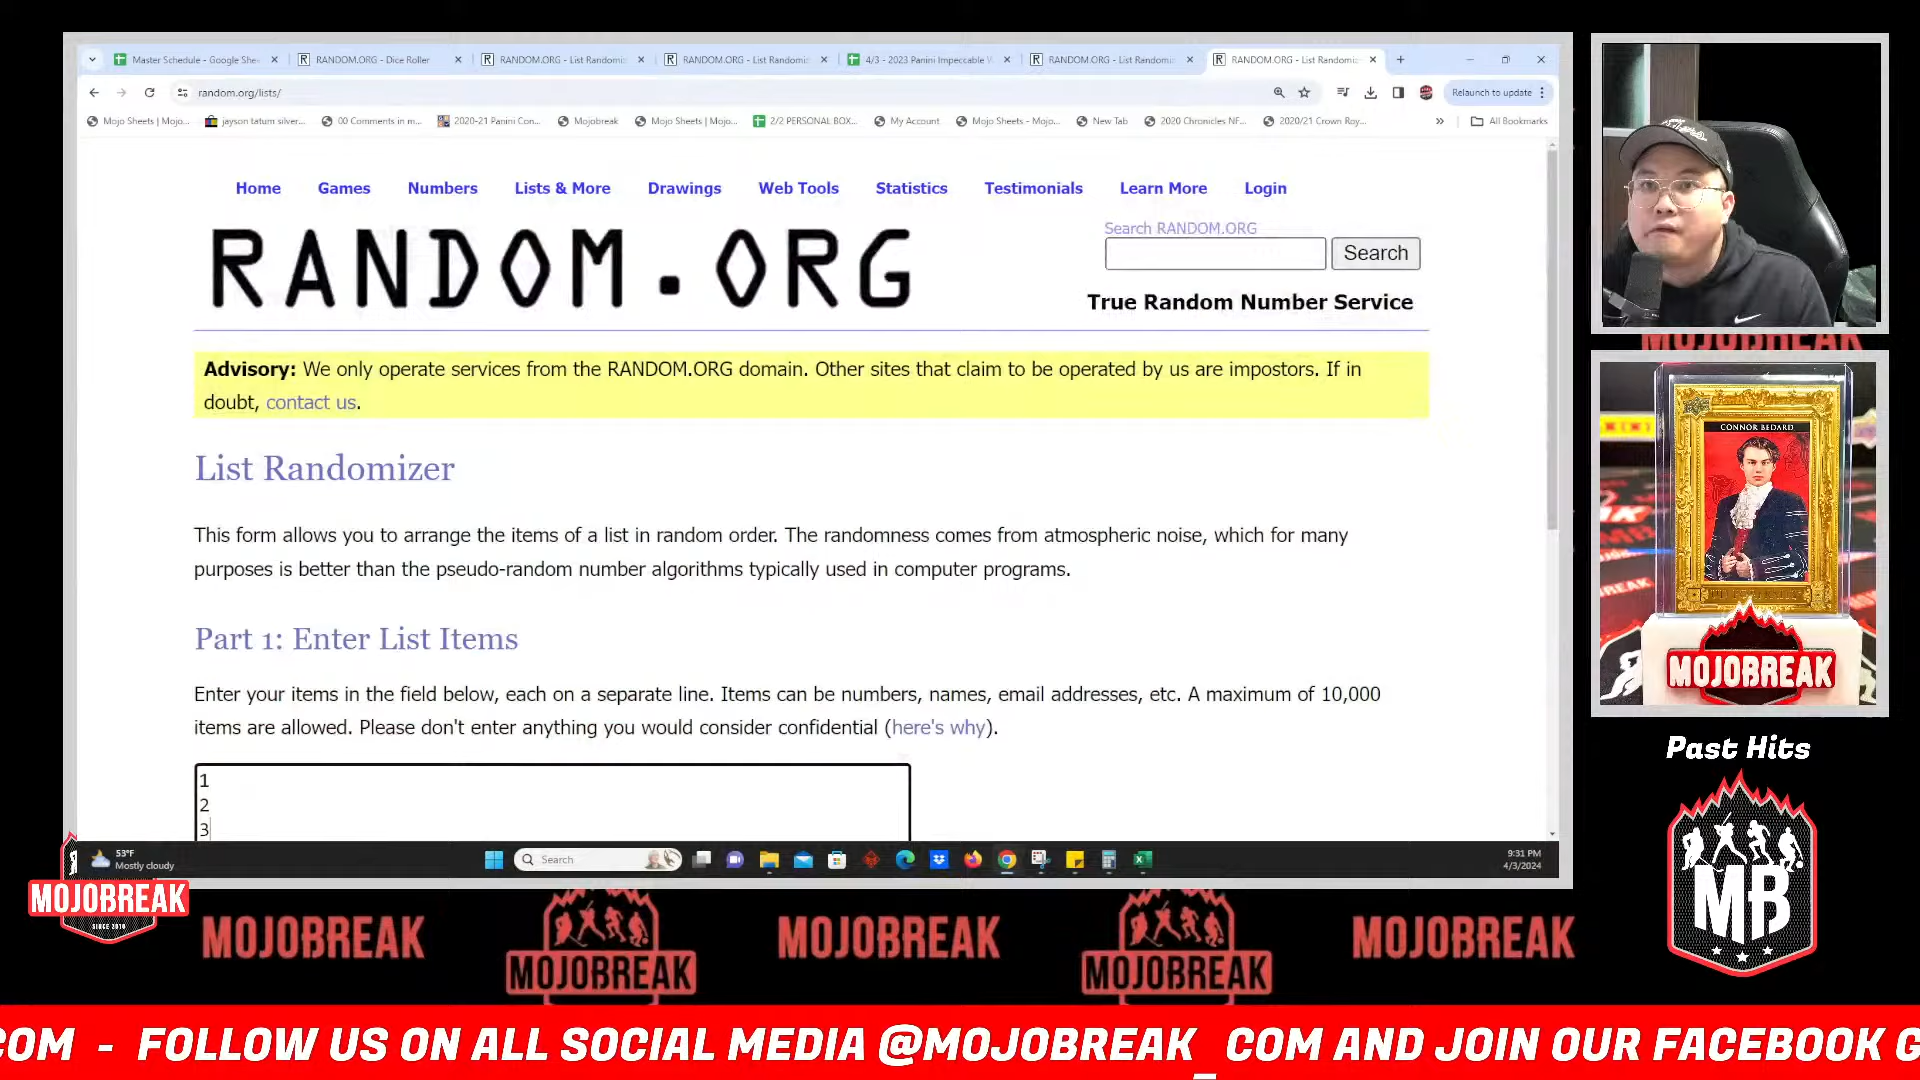 Master Schedule - Google She
RANDOM.ORG - Dice Roller
RANDOM.ORG - List Randomi
RANDOM.ORG - List Randomi
4/3 - 2023 Panini Impeccable
RANDOM.ORG - List Randomi
RANDOM.ORG - List Randomi
random.org/lists/
Relaunch to update
Mojo Sheets | Mojo...
jayson tatum silver...
00 Comments in m...
2020-21 Panini Con...
Mojobreak
Mojo Sheets | Mojo...
2/2 PERSONAL BOX...
My Account
Mojo Sheets - Mojo...
New Tab
2020 Chronicles NF...
2020/21 Crown Roy...
»
All Bookmarks
Home
Games
Numbers
Lists & More
Drawings
Web Tools
Statistics
Testimonials
Learn More
Login
RANDOM.ORG
Search RANDOM.ORG
Search
True Random Number Service
Advisory: We only operate services from the RANDOM.ORG domain. Other sites that claim to be operated by us are impostors. If in
doubt, contact us.
List Randomizer
This form allows you to arrange the items of a list in random order. The randomness comes from atmospheric noise, which for many
purposes is better than the pseudo-random number algorithms typically used in computer programs.
Part 1: Enter List Items
Enter your items in the field below, each on a separate line. Items can be numbers, names, email addresses, etc. A maximum of 10,000
items are allowed. Please don't enter anything you would consider confidential (here's why).
1
2
3
53°F
Mostly cloudy
Search
9:31 PM
4/3/2024
CONNOR BEDARD
MOJOBREAK
Past Hits
MB
MOJOBREAK
SINCE 2010
MOJOBREAK
MOJOBREAK
MOJOBREAK
MOJOBREAK
MOJOBREAK
COM - FOLLOW US ON ALL SOCIAL MEDIA @MOJOBREAK_COM AND JOIN OUR FACEBOOK G